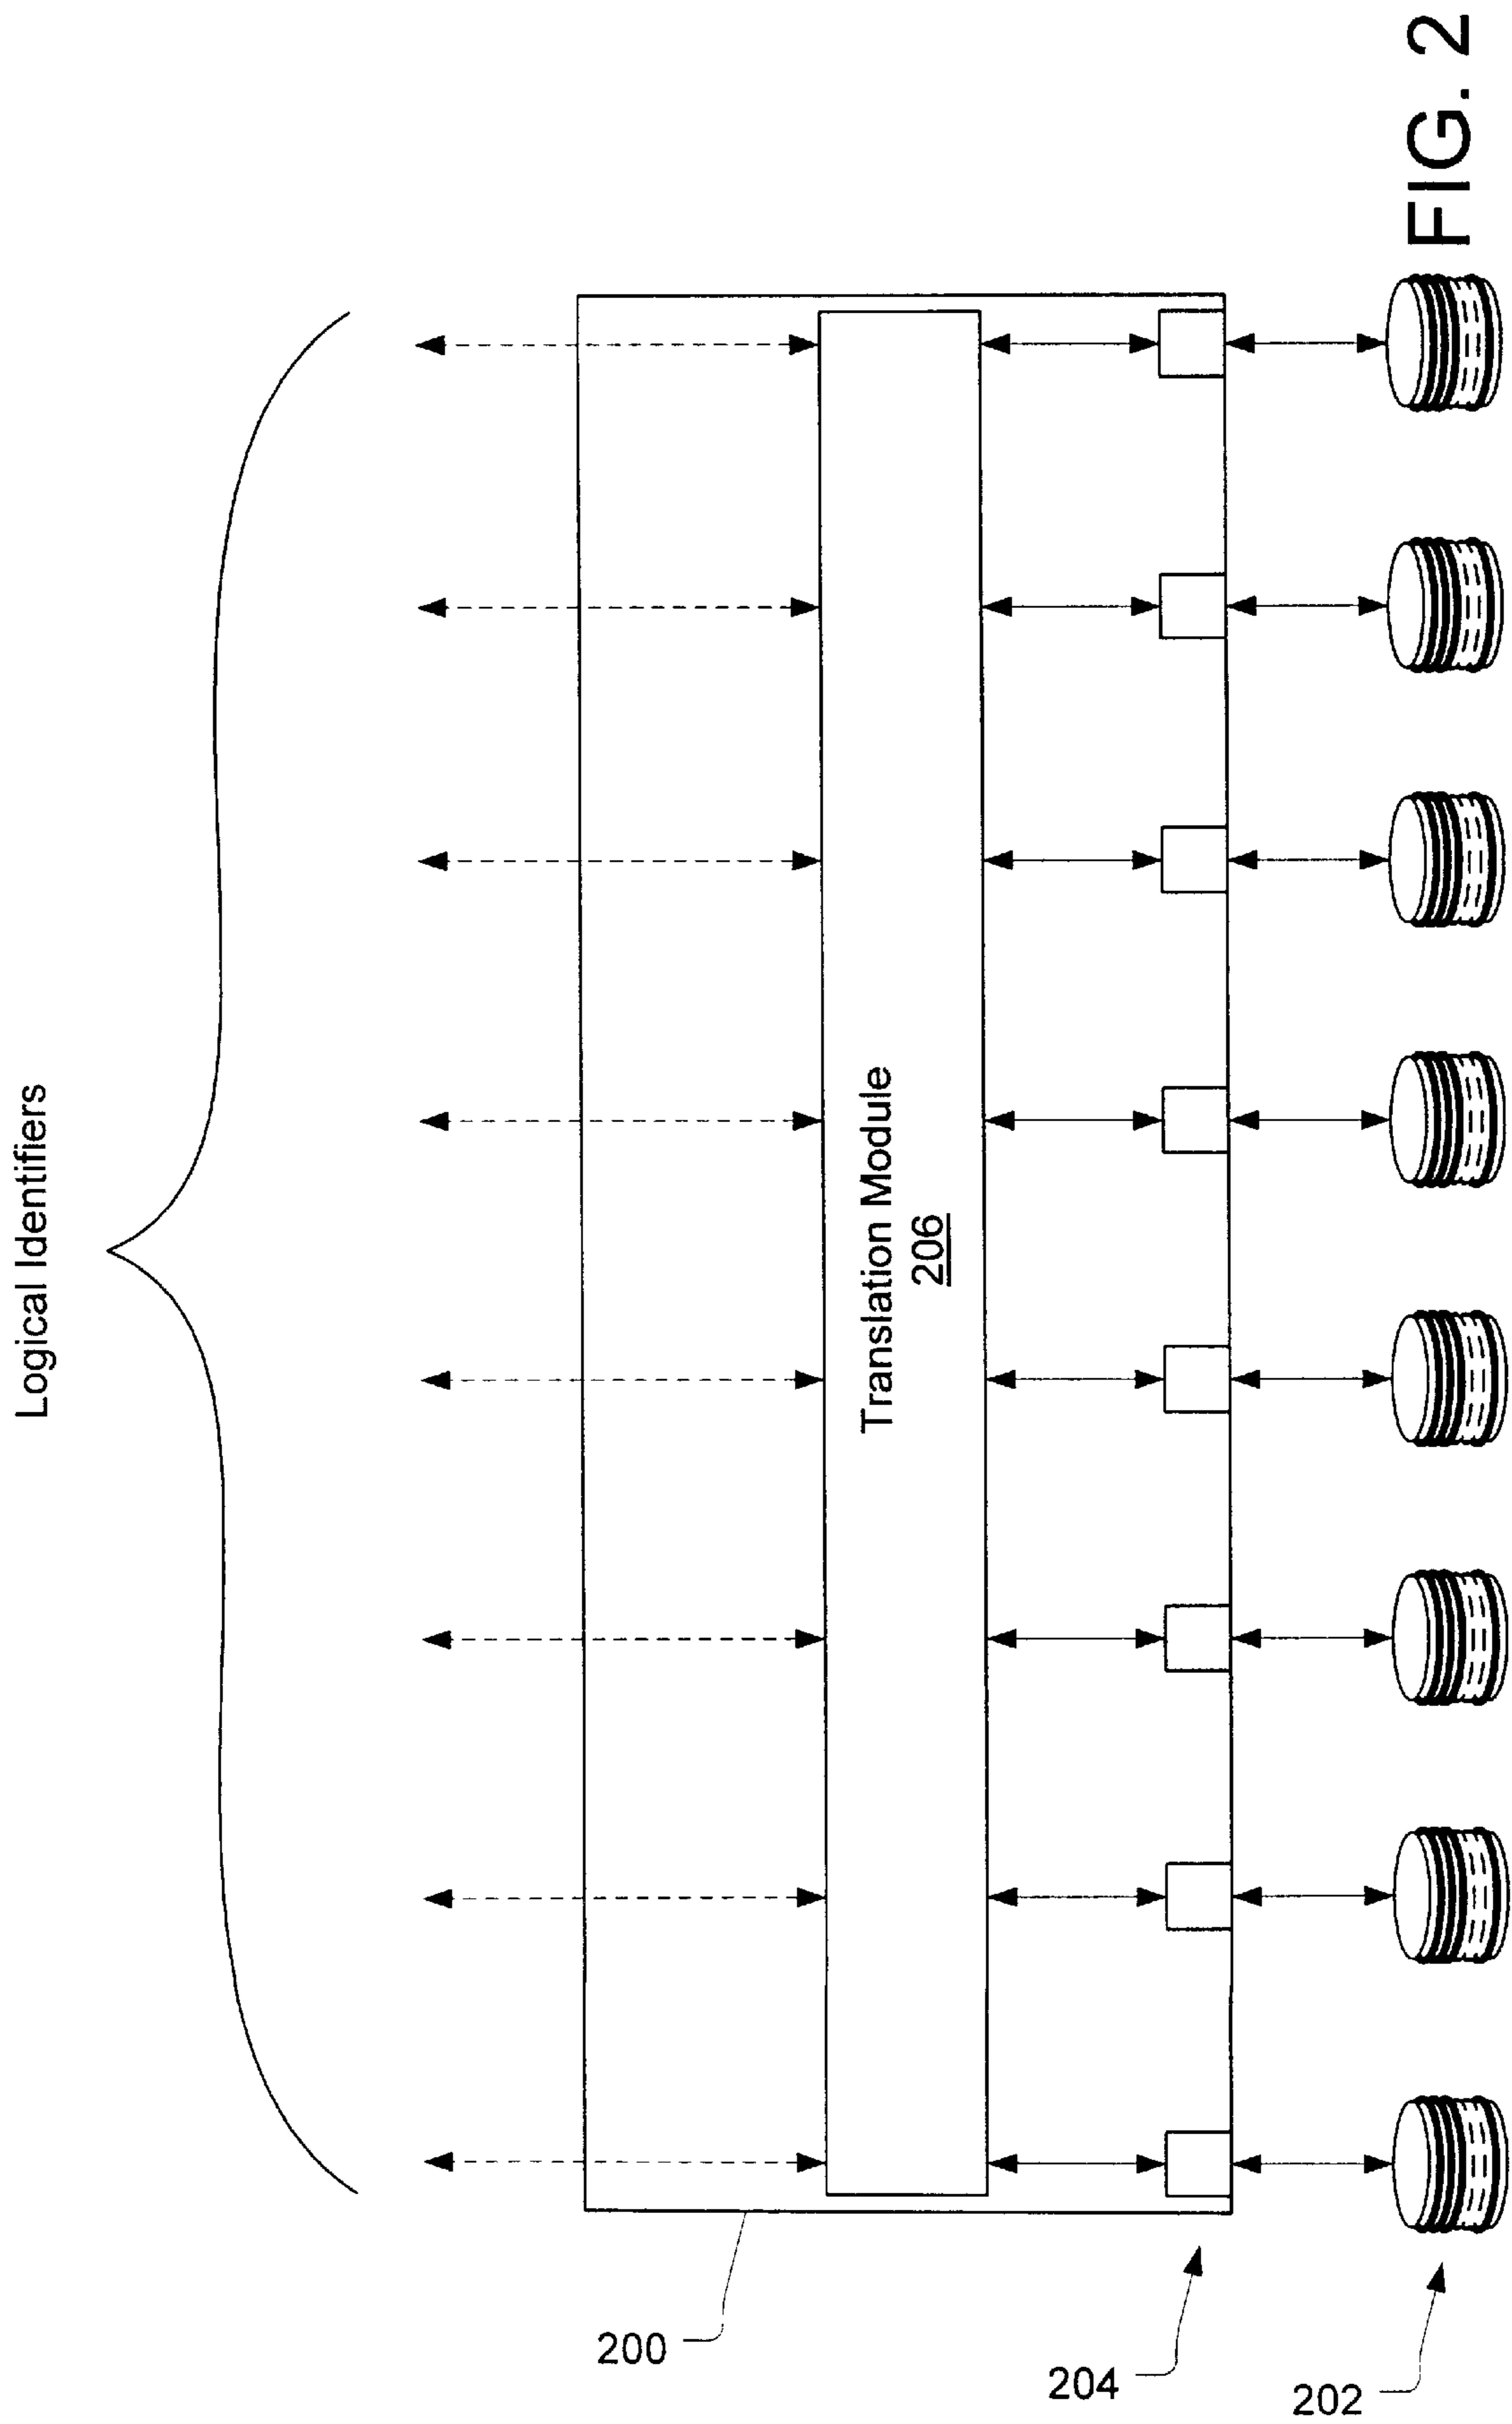 Logical Identifiers
Translation Module
206
200
204
202
FIG. 2